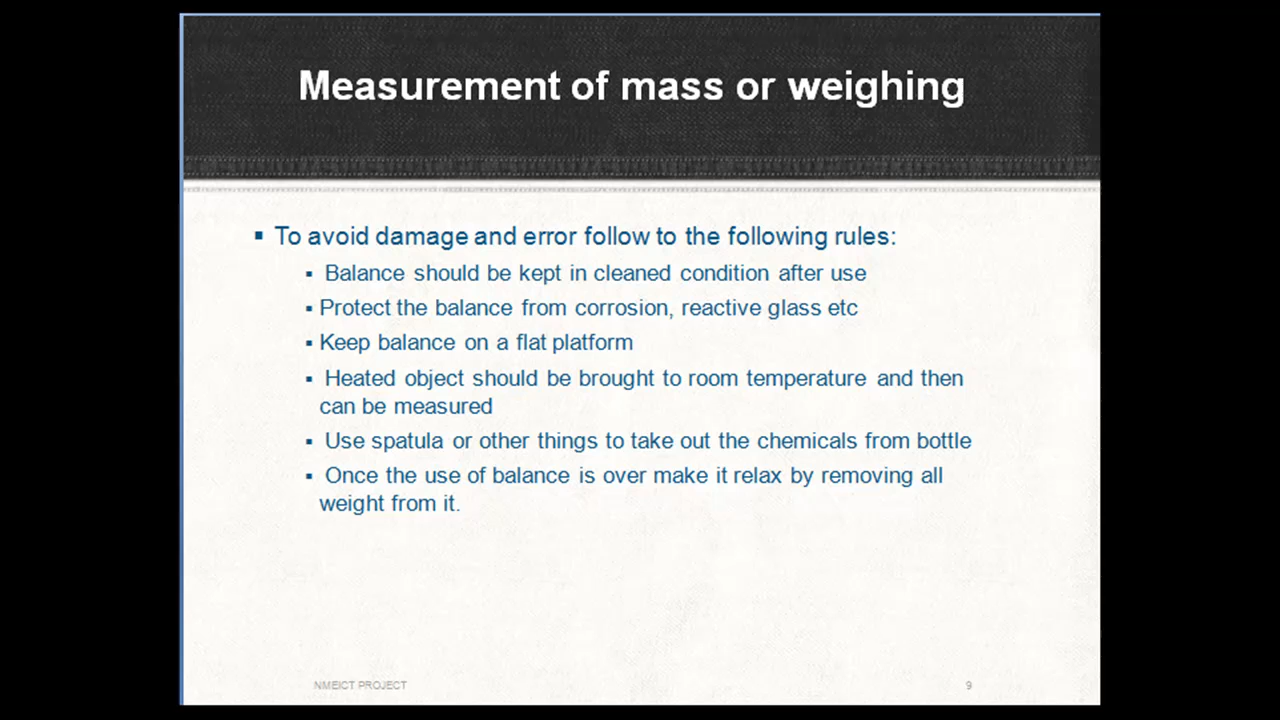 Measurement of mass or weighing
▪ To avoid damage and error follow to the following rules:
▪ Balance should be kept in cleaned condition after use
▪ Protect the balance from corrosion, reactive glass etc
▪ Keep balance on a flat platform
▪ Heated object should be brought to room temperature and then
can be measured
▪ Use spatula or other things to take out the chemicals from bottle
▪ Once the use of balance is over make it relax by removing all
weight from it.
NMEICT PROJECT 9